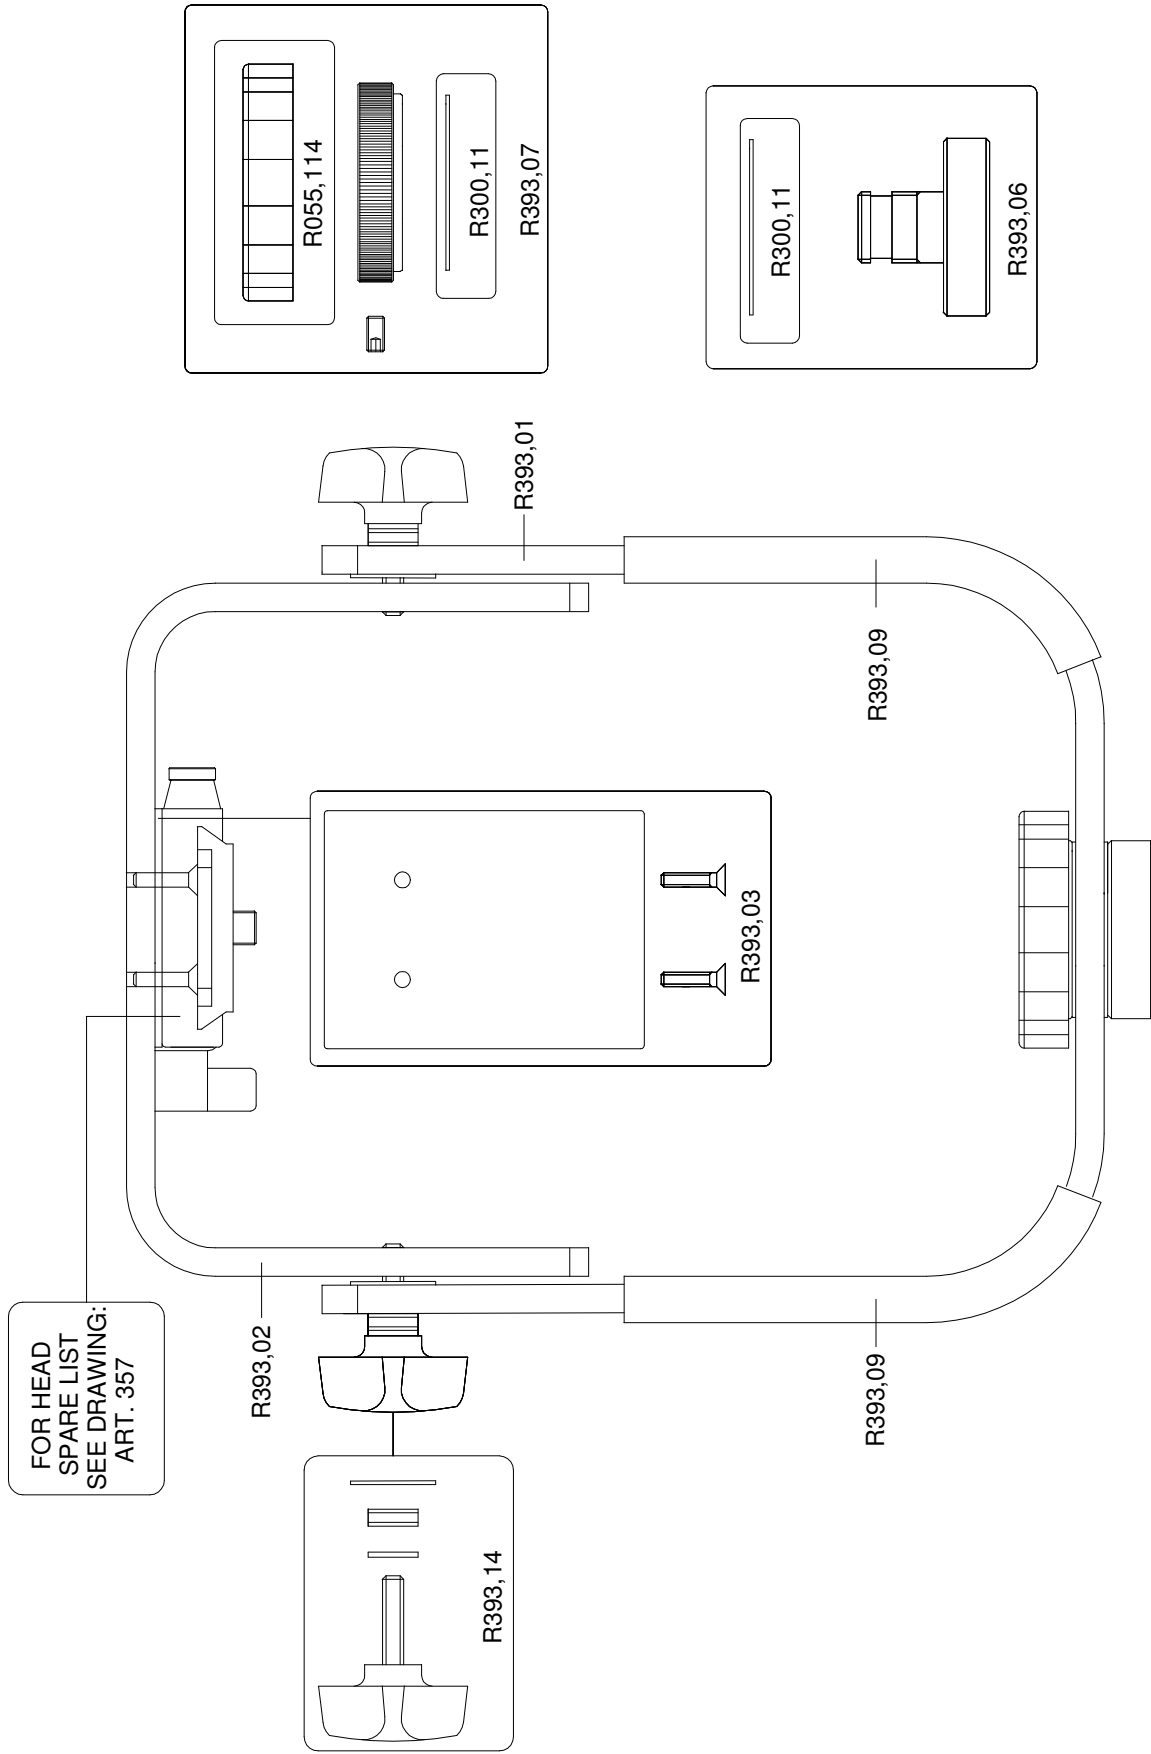 FOR HEAD
SPARE LIST
SEE DRAWING:
ART. 357
R393,02
R393,14
R393,03
R393,09
R393,09
R393,01
R055,114
R300,11
R393,07
R300,11
R393,06